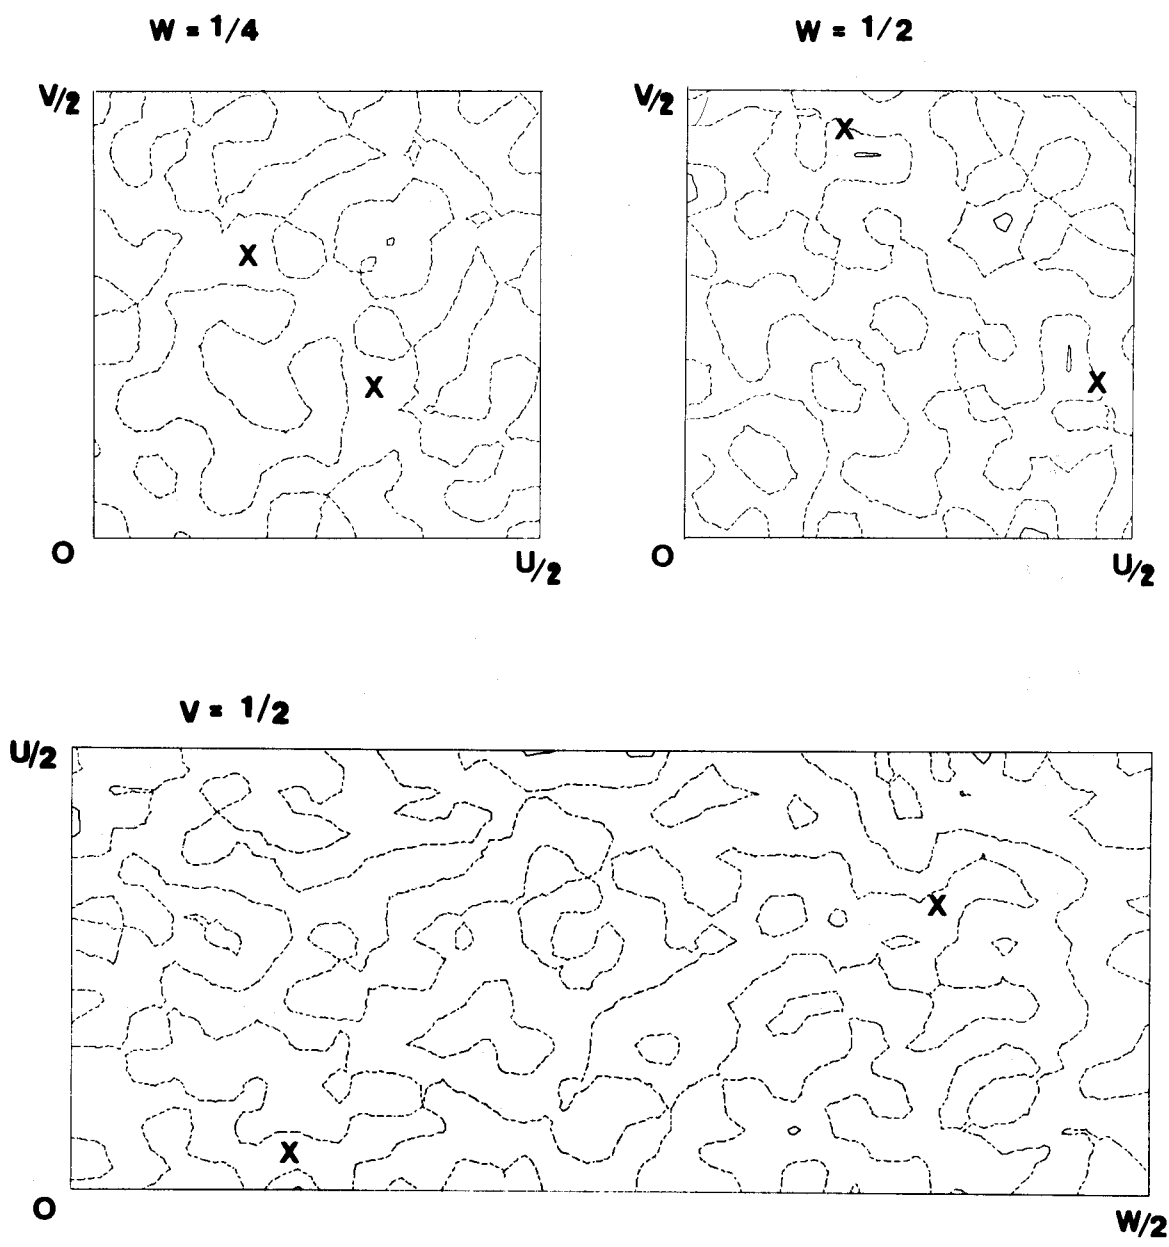 W = 1/4
W = 1/2
V/2
V/2
X
X
X
X
O
U/2
O
U/2
V = 1/2
U/2
X
X
O
W/2